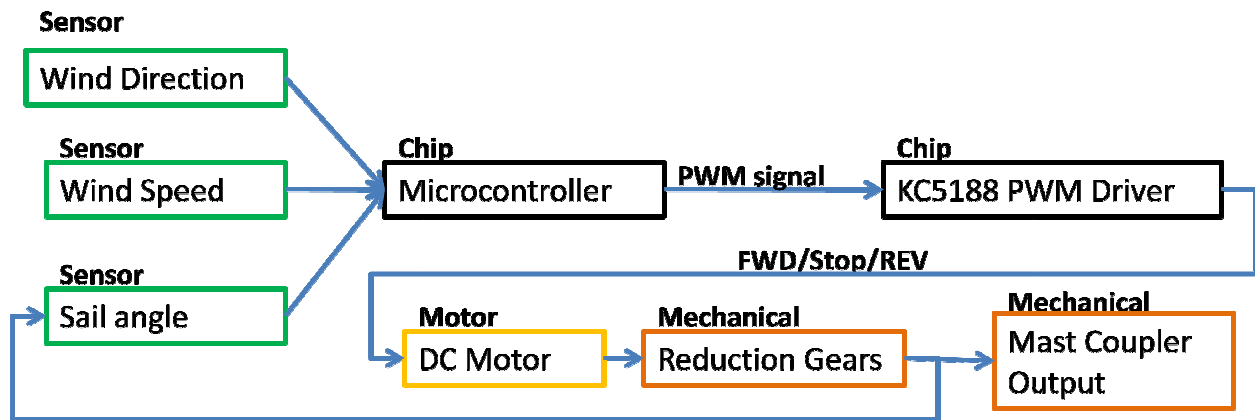 Sensor
Wind Direction
Sensor
Wind Speed
Chip
Microcontroller
PWM signal
Chip
KC5188 PWM Driver
FWD/Stop/REV
Sensor
Sail angle
Motor
DC Motor
Mechanical
Reduction Gears
Mechanical
Mast Coupler
Output